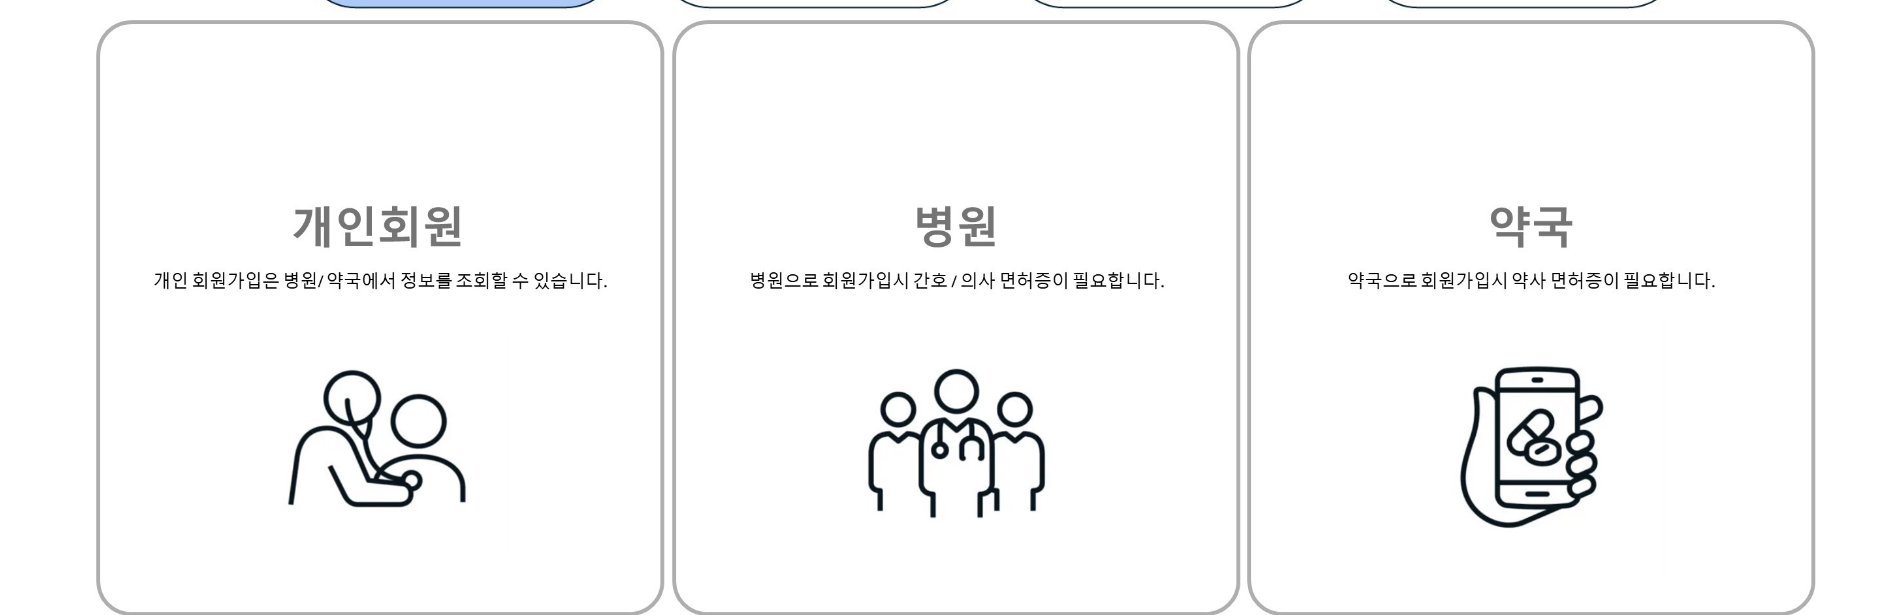 개인회원
개인 회원가입은 병원/ 약국에서 정보를 조회할 수 있습니다.
병원
병원으로 회원가입시 간호 / 의사 면허증이 필요합니다.
약국
약국으로 회원가입시 약사 면허증이 필요합니다.